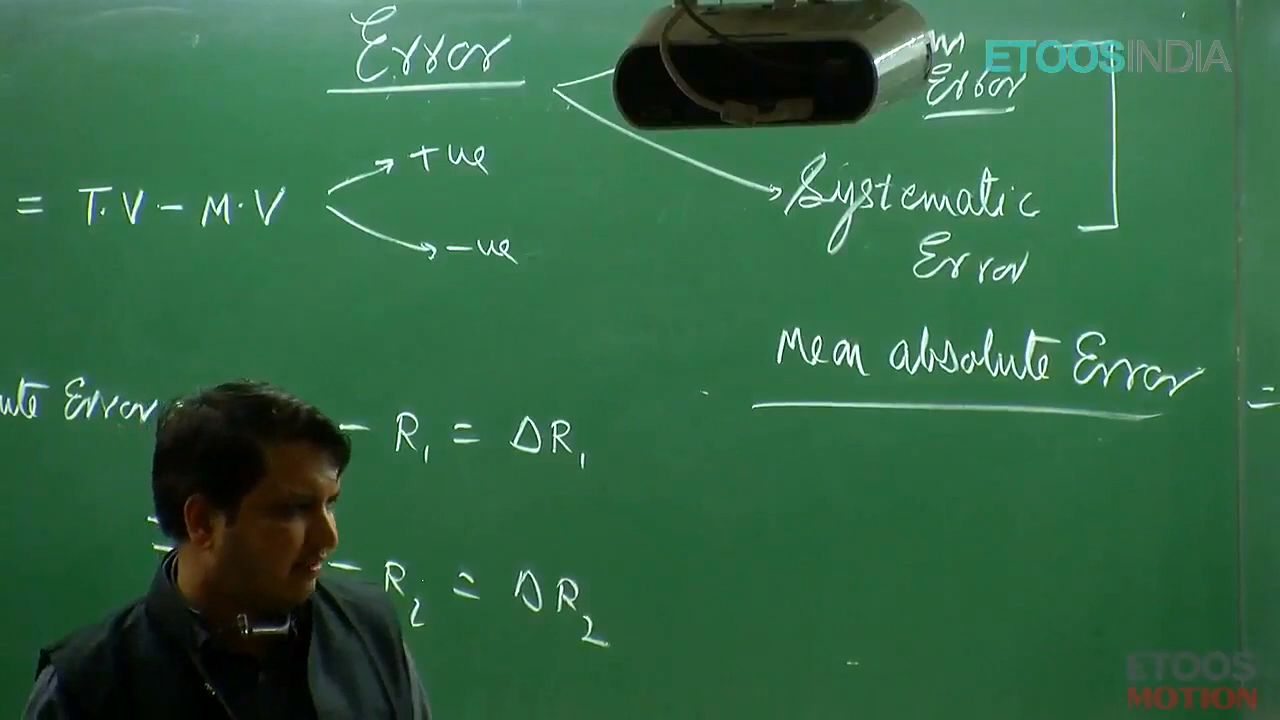 Error
m
Error
ETOOSINDIA
= T.V - M.V
+ve
-ve
Systematic
Error
Mean absolute Error =
ute Error
- R₁ = ΔR₁
- R₂ = ΔR₂
ETOOS
MOTION